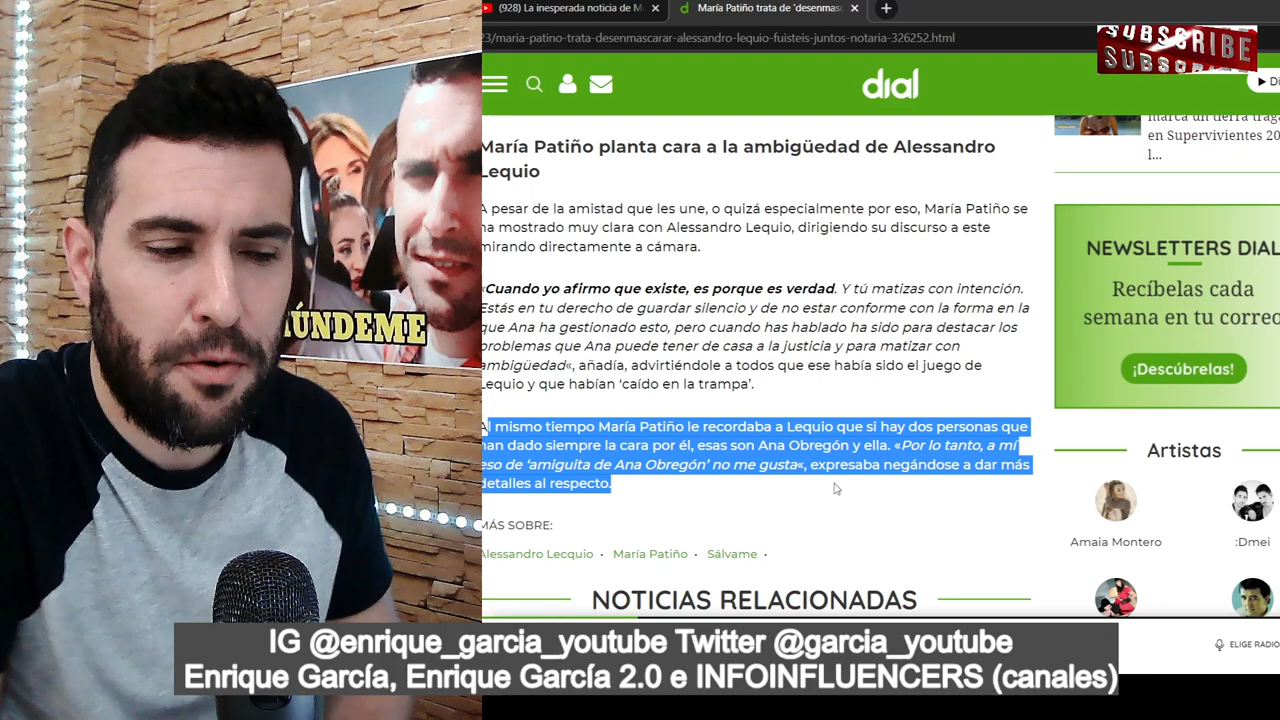 (928) La inesperada noticia de M
María Patiño trata de 'desenmasc
23/maria-patino-trata-desenmascarar-alessandro-lequio-fuisteis-juntos-notaria-326252.html
SUBSCRIBE
SUBSCRIBE
dial
Di
María Patiño planta cara a la ambigüedad de Alessandro
Lequio
A pesar de la amistad que les une, o quizá especialmente por eso, María Patiño se
ha mostrado muy clara con Alessandro Lequio, dirigiendo su discurso a este
mirando directamente a cámara.
«Cuando yo afirmo que existe, es porque es verdad. Y tú matizas con intención.
Estás en tu derecho de guardar silencio y de no estar conforme con la forma en la
que Ana ha gestionado esto, pero cuando has hablado ha sido para destacar los
problemas que Ana puede tener de casa a la justicia y para matizar con
ambigüedad«, añadía, advirtiéndole a todos que ese había sido el juego de
Lequio y que habían 'caído en la trampa'.
Al mismo tiempo María Patiño le recordaba a Lequio que si hay dos personas que
han dado siempre la cara por él, esas son Ana Obregón y ella. «Por lo tanto, a mí
eso de 'amiguita de Ana Obregón' no me gusta«, expresaba negándose a dar más
detalles al respecto.
MÁS SOBRE:
Alessandro Lecquio · María Patiño · Sálvame ·
NOTICIAS RELACIONADAS
marca un tierra traga
en Supervivientes 20
l...
NEWSLETTERS DIAL
Recíbelas cada
semana en tu correo
¡Descúbrelas!
Artistas
Amaia Montero
:Dmei
ELIGE RADIO
ÚNDEME
IG @enrique_garcia_youtube Twitter @garcia_youtube
Enrique García, Enrique García 2.0 e INFOINFLUENCERS (canales)